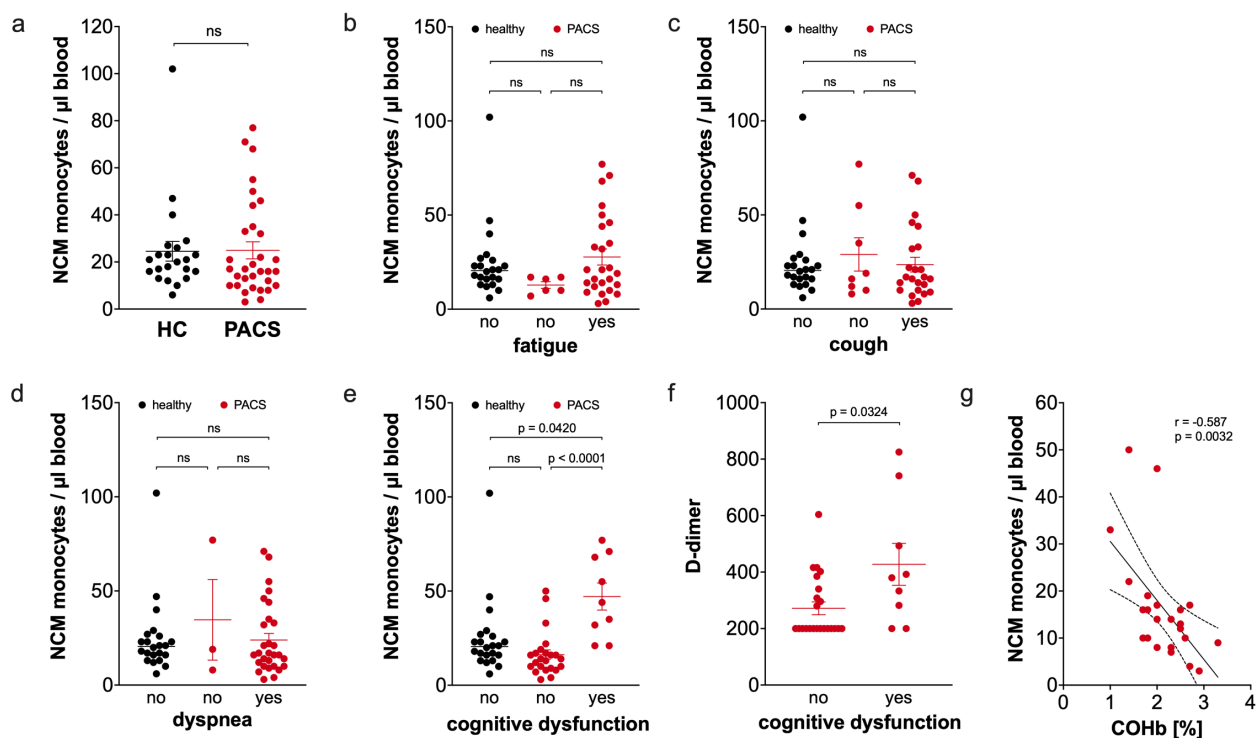 a
NCM monocytes / µl blood
120
100
80
60
40
20
0
ns
HC PACS
b
NCM monocytes / µl blood
150
100
50
0
healthy PACS
ns
ns ns
no no yes
fatigue
c
NCM monocytes / µl blood
150
100
50
0
healthy PACS
ns
ns ns
no no yes
cough
d
NCM monocytes / µl blood
150
100
50
0
healthy PACS
ns
ns ns
no no yes
dyspnea
e
NCM monocytes / µl blood
150
100
50
0
healthy PACS
p = 0.0420
ns p < 0.0001
no no yes
cognitive dysfunction
f
D-dimer
1000
800
600
400
200
0
p = 0.0324
no yes
cognitive dysfunction
g
NCM monocytes / µl blood
60
50
40
30
20
10
0
r = -0.587
p = 0.0032
0 1 2 3 4
COHb [%]